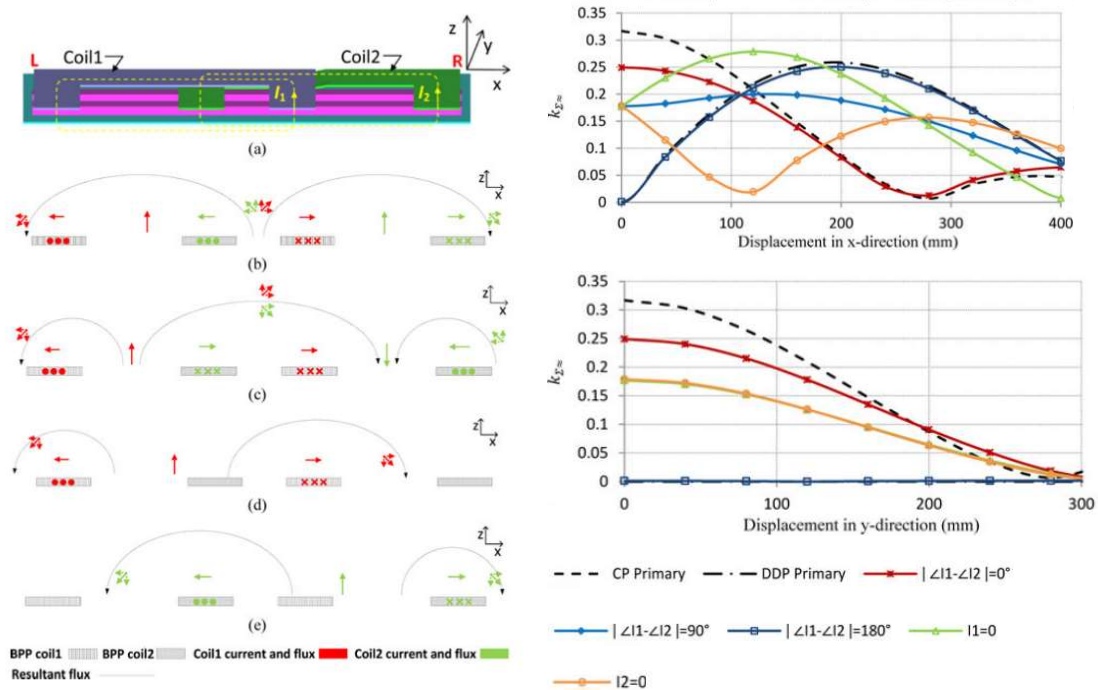 L
Coil1
Coil2
R
z
y
x
I1
I2
(a)
z
x
(b)
z
x
(c)
z
x
(d)
z
x
(e)
BPP coil1 BPP coil2 Coil1 current and flux Coil2 current and flux
Resultant flux
kΣ≈
0.35
0.3
0.25
0.2
0.15
0.1
0.05
0
0 100 200 300 400
Displacement in x-direction (mm)
kΣ≈
0.35
0.3
0.25
0.2
0.15
0.1
0.05
0
0 100 200 300
Displacement in y-direction (mm)
CP Primary DDP Primary | ∠I1-∠I2 |=0°
| ∠I1-∠I2 |=90° | ∠I1-∠I2 |=180° I1=0
I2=0